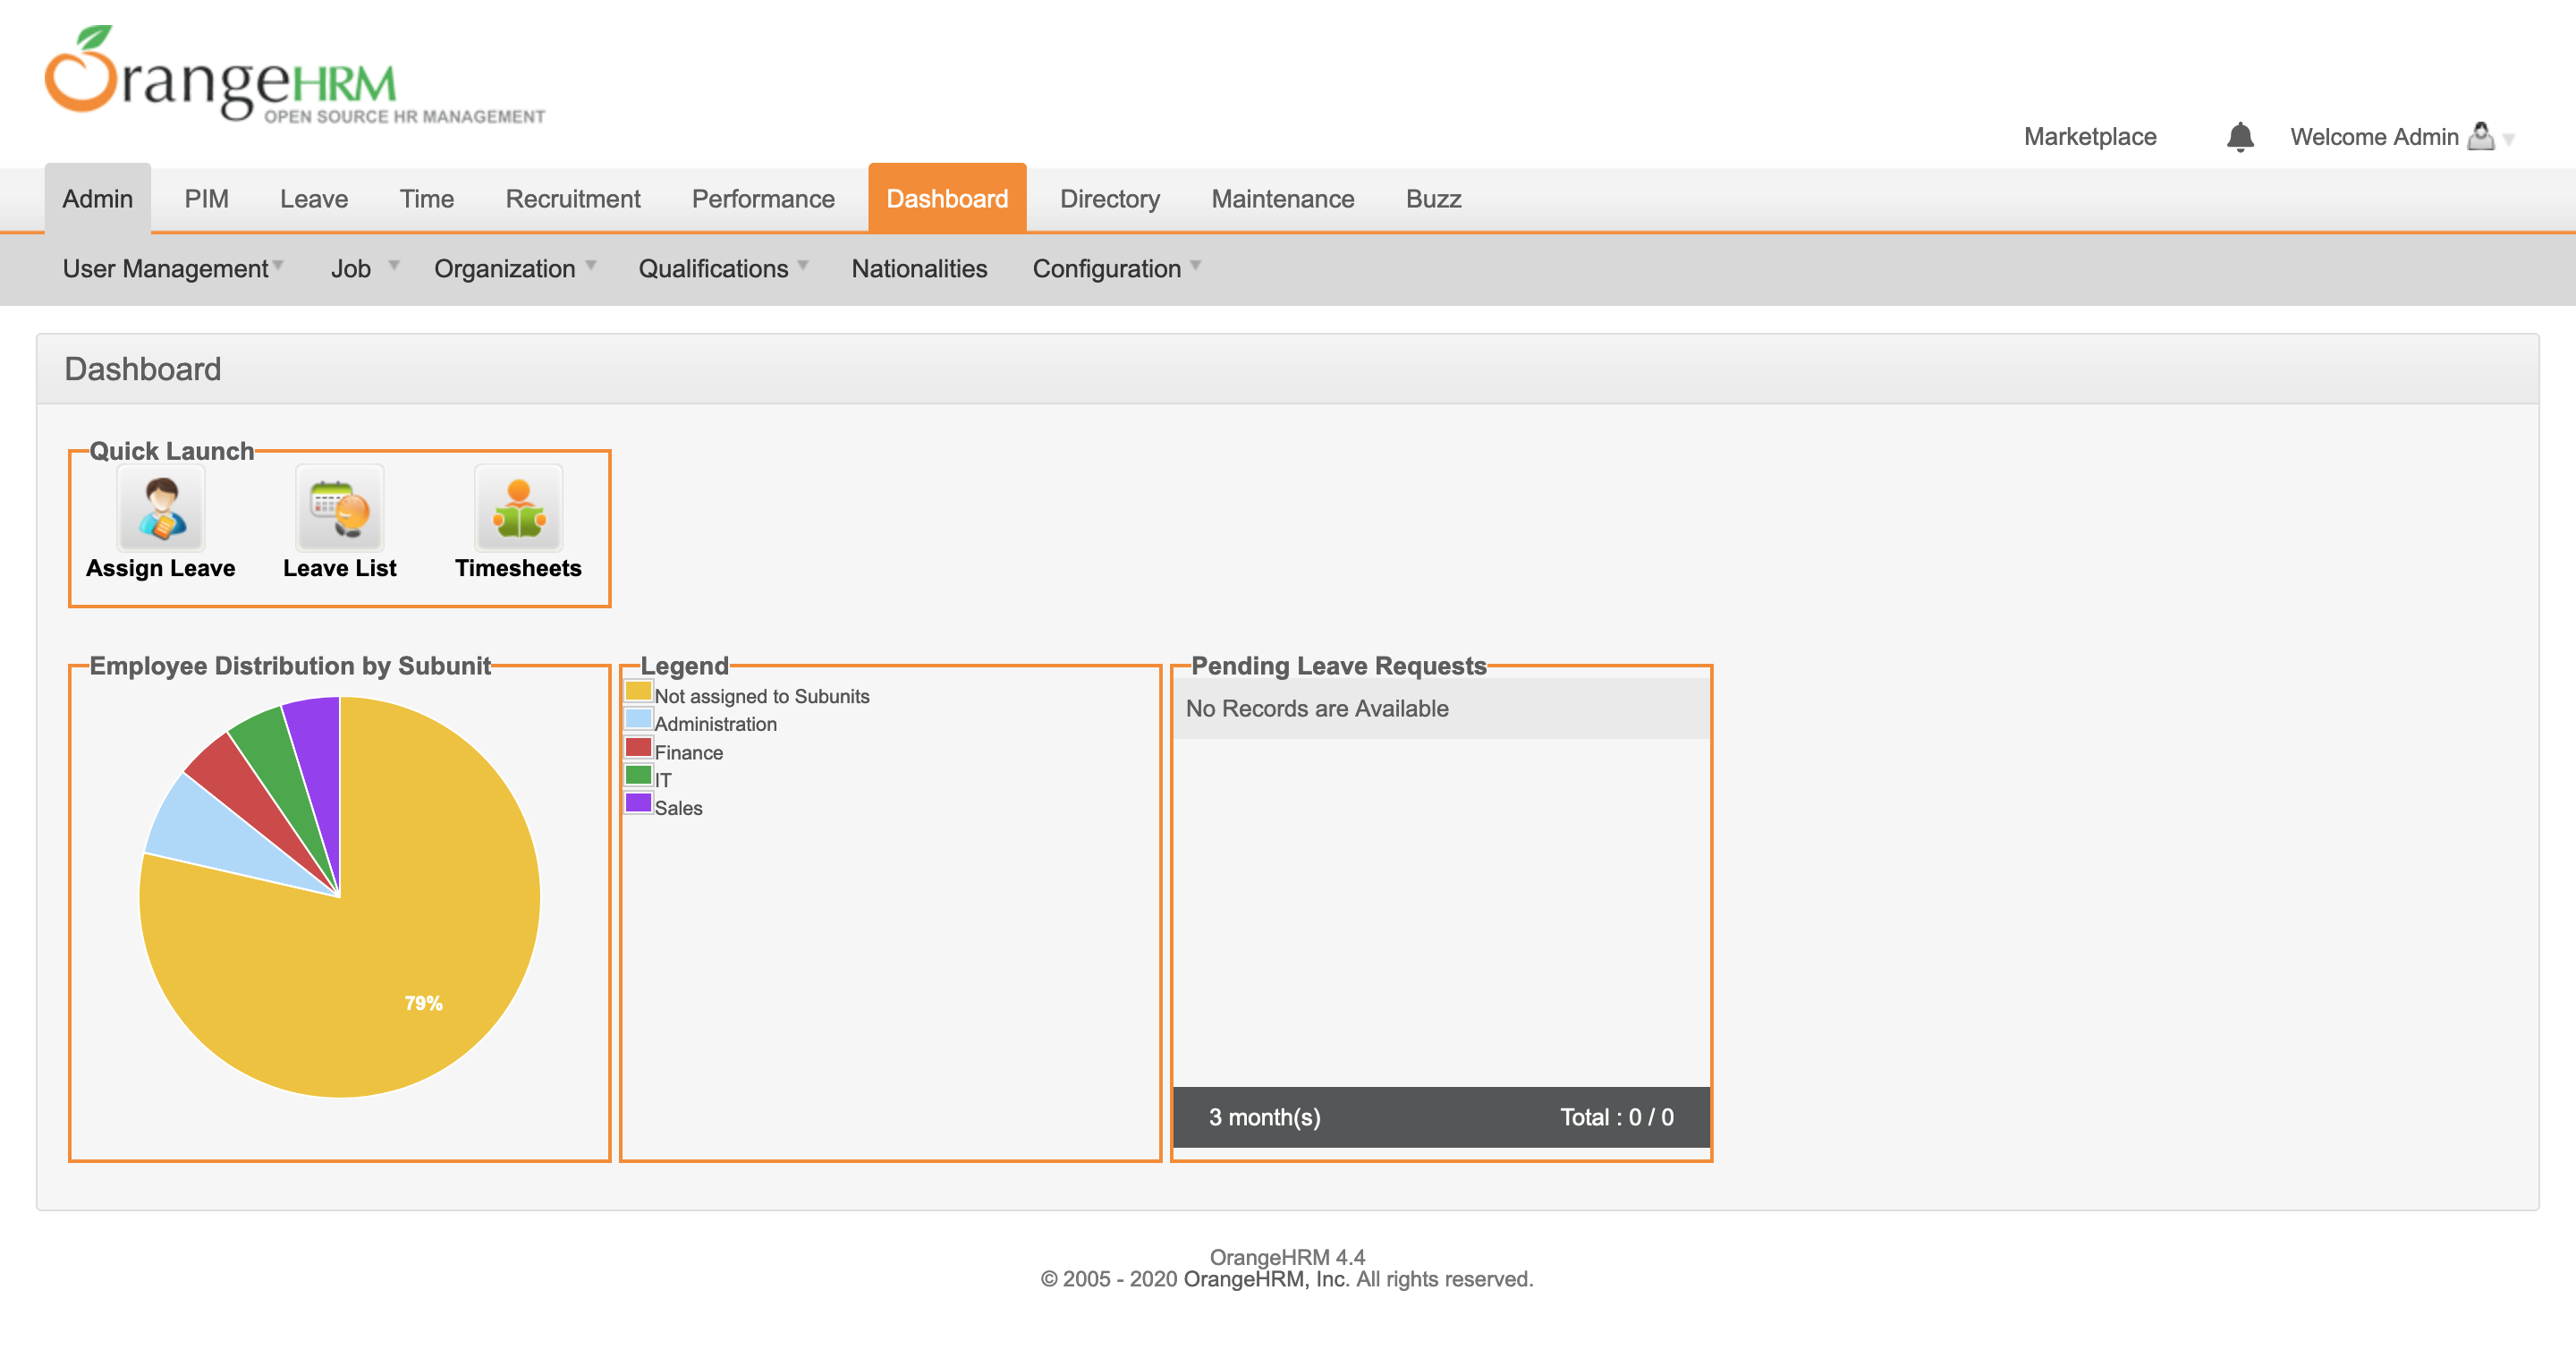 OrangeHRM
OPEN SOURCE HR MANAGEMENT
Marketplace Welcome Admin
Admin PIM Leave Time Recruitment Performance Dashboard Directory Maintenance Buzz
User Management Job Organization Qualifications Nationalities Configuration
Dashboard
Quick Launch
Assign Leave Leave List Timesheets
Employee Distribution by Subunit
79%
Legend
Not assigned to Subunits
Administration
Finance
IT
Sales
Pending Leave Requests
No Records are Available
3 month(s) Total : 0 / 0
OrangeHRM 4.4
© 2005 - 2020 OrangeHRM, Inc. All rights reserved.